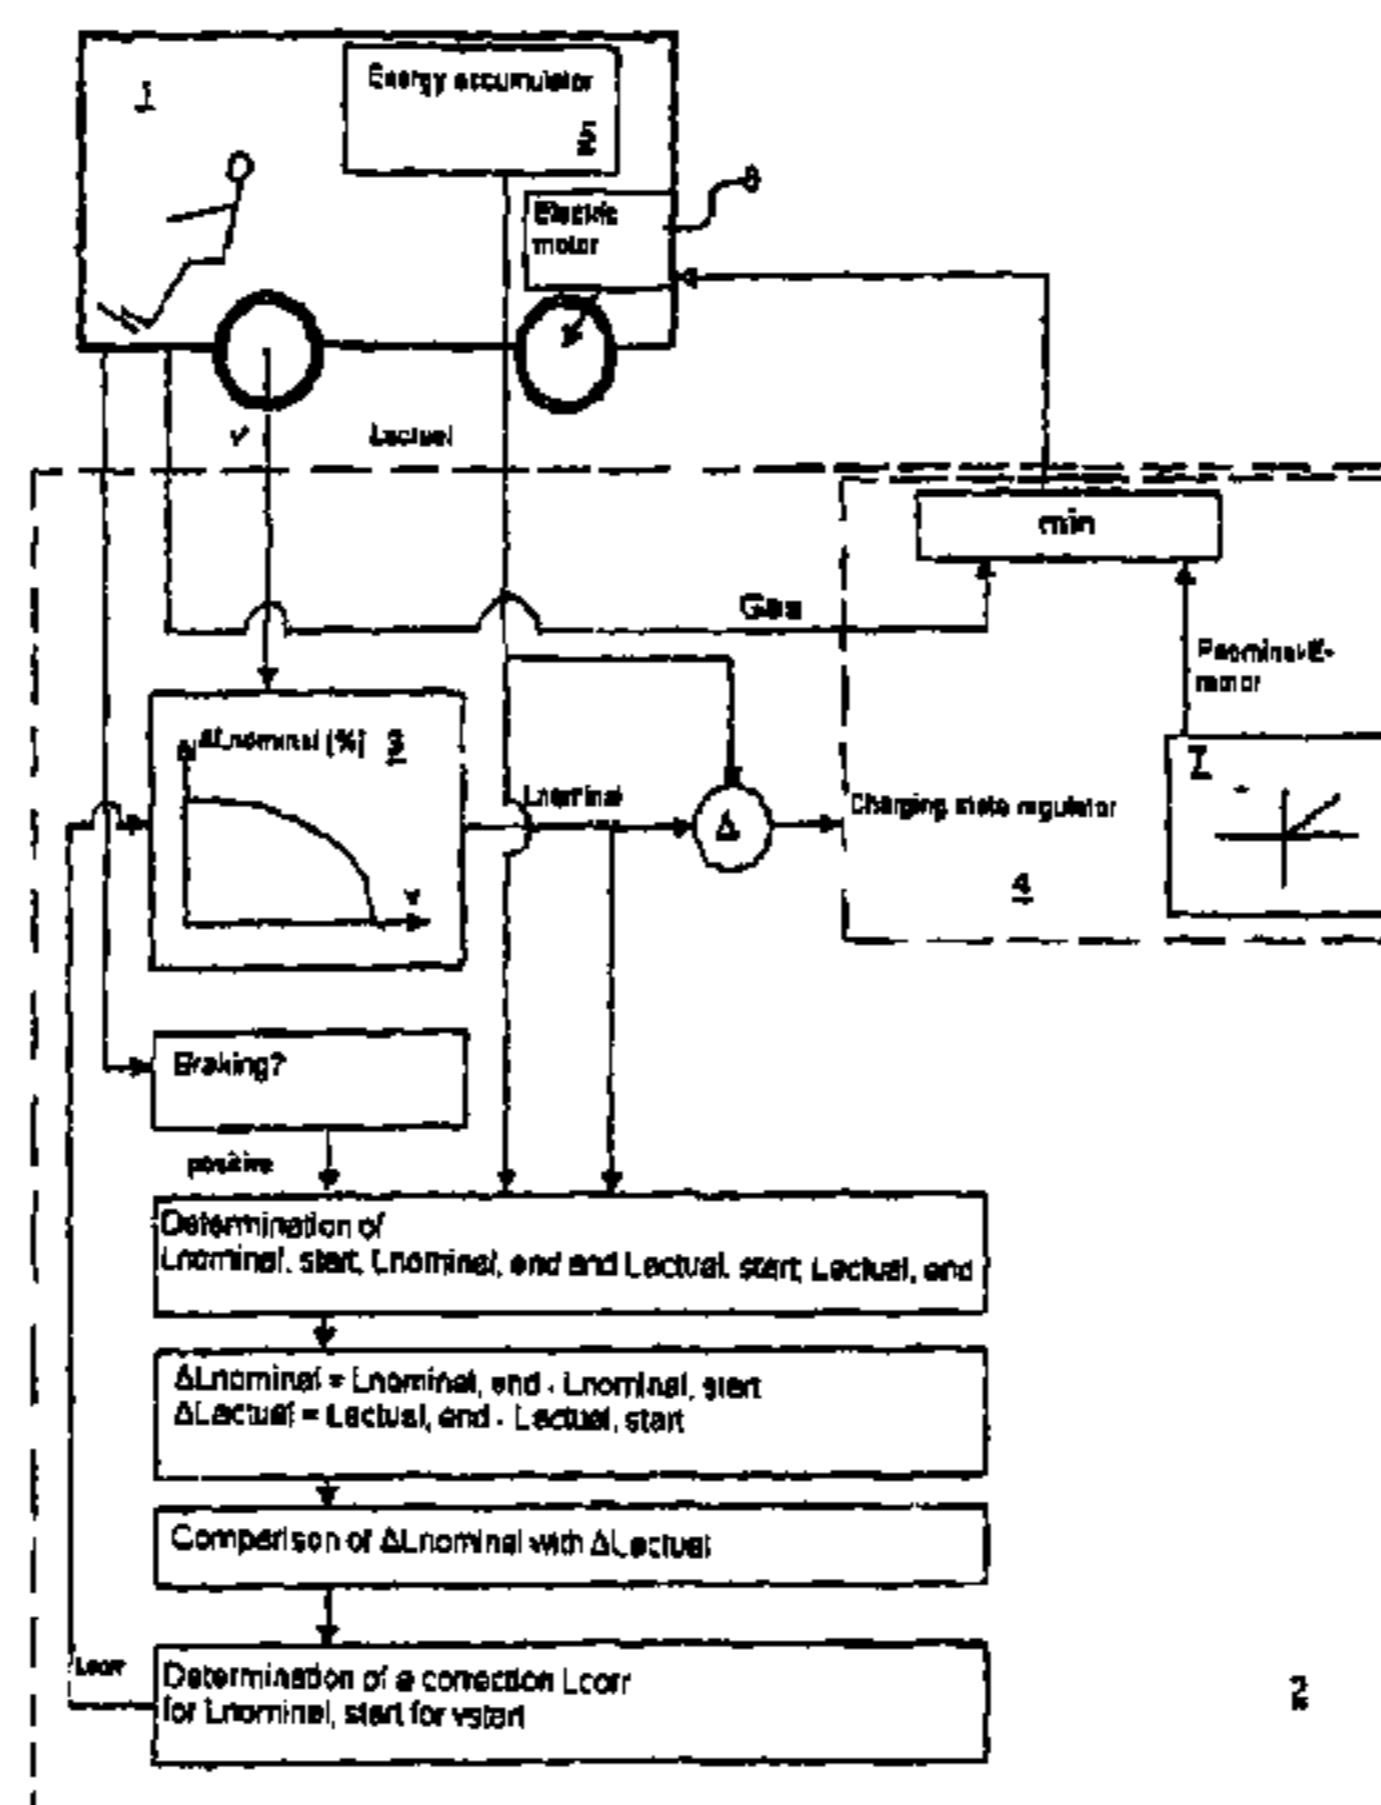 1
Energy accumulator
5
Electric
motor
8
v
Lactual
min
Gas
Pnominal-E-
motor
ΔLnominal (%)
3
7
Lnominal
Δ
Charging state regulator
v
4
Braking?
positive
Determination of
Lnominal, start, Lnominal, end and Lactual, start, Lactual, end
ΔLnominal = Lnominal, end - Lnominal, start
ΔLactual = Lactual, end - Lactual, start
Comparison of ΔLnominal with ΔLactual
Lcorr
Determination of a correction Lcorr
for Lnominal, start for vstart
2